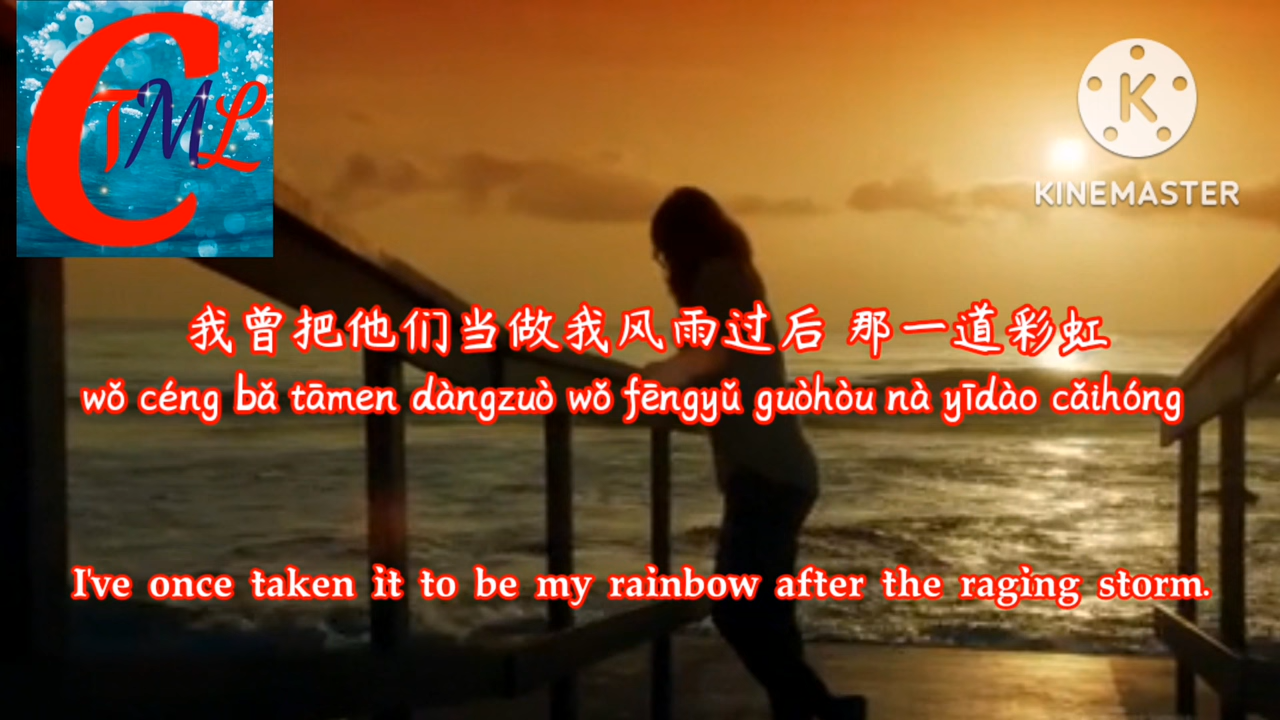 CTML
K
KINEMASTER
我曾把他们当做我风雨过后 那一道彩虹
wǒ céng bǎ tāmen dàngzuò wǒ fēngyǔ guòhòu nà yīdào cǎihóng
I've once taken it to be my rainbow after the raging storm.